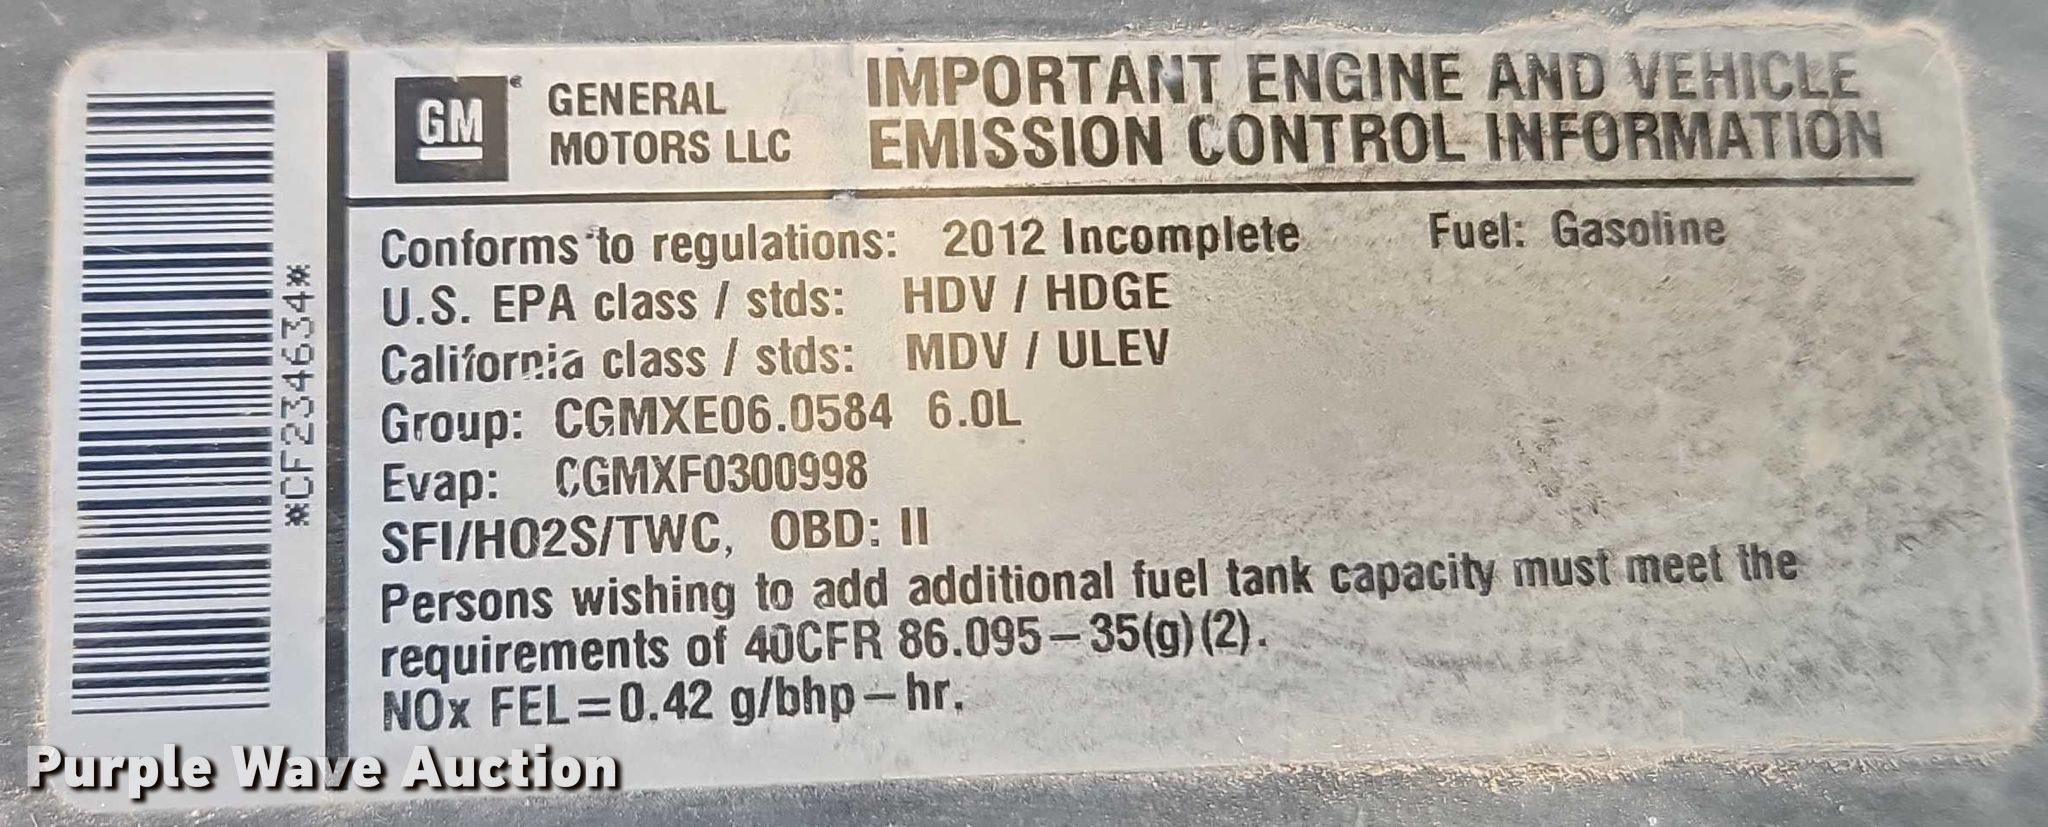 *CF234634*
GM
GENERAL
MOTORS LLC
IMPORTANT ENGINE AND VEHICLE
EMISSION CONTROL INFORMATION
Conforms to regulations: 2012 Incomplete Fuel: Gasoline
U.S. EPA class / stds: HDV / HDGE
California class / stds: MDV / ULEV
Group: CGMXE06.0584 6.0L
Evap: CGMXF0300998
SFI/HO2S/TWC, OBD: II
Persons wishing to add additional fuel tank capacity must meet the
requirements of 40CFR 86.095–35(g)(2).
NOx FEL=0.42 g/bhp–hr.
Purple Wave Auction